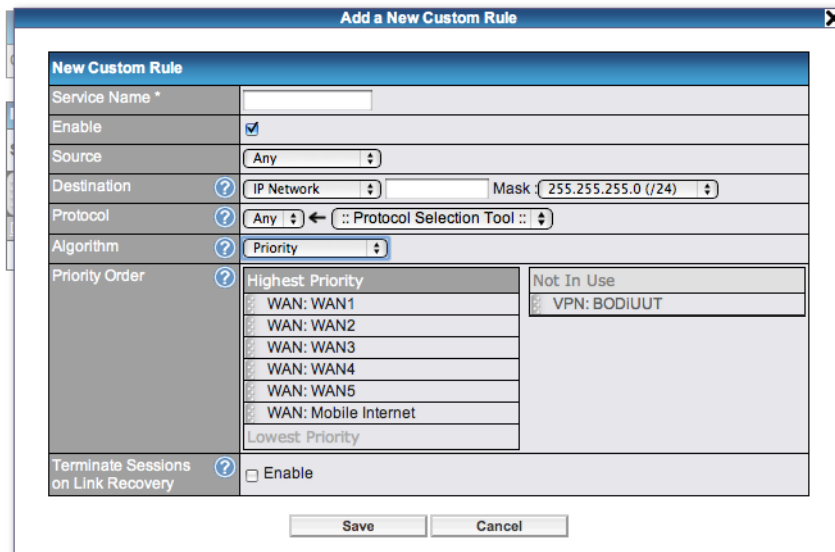 Add a New Custom Rule
New Custom Rule
Service Name *
Enable
Source
Any
Destination
?
IP Network
Mask :
255.255.255.0 (/24)
Protocol
?
Any
:: Protocol Selection Tool ::
Algorithm
?
Priority
Priority Order
?
Highest Priority
WAN: WAN1
WAN: WAN2
WAN: WAN3
WAN: WAN4
WAN: WAN5
WAN: Mobile Internet
Lowest Priority
Not In Use
VPN: BODIUUT
Terminate Sessions
on Link Recovery
?
Enable
Save
Cancel